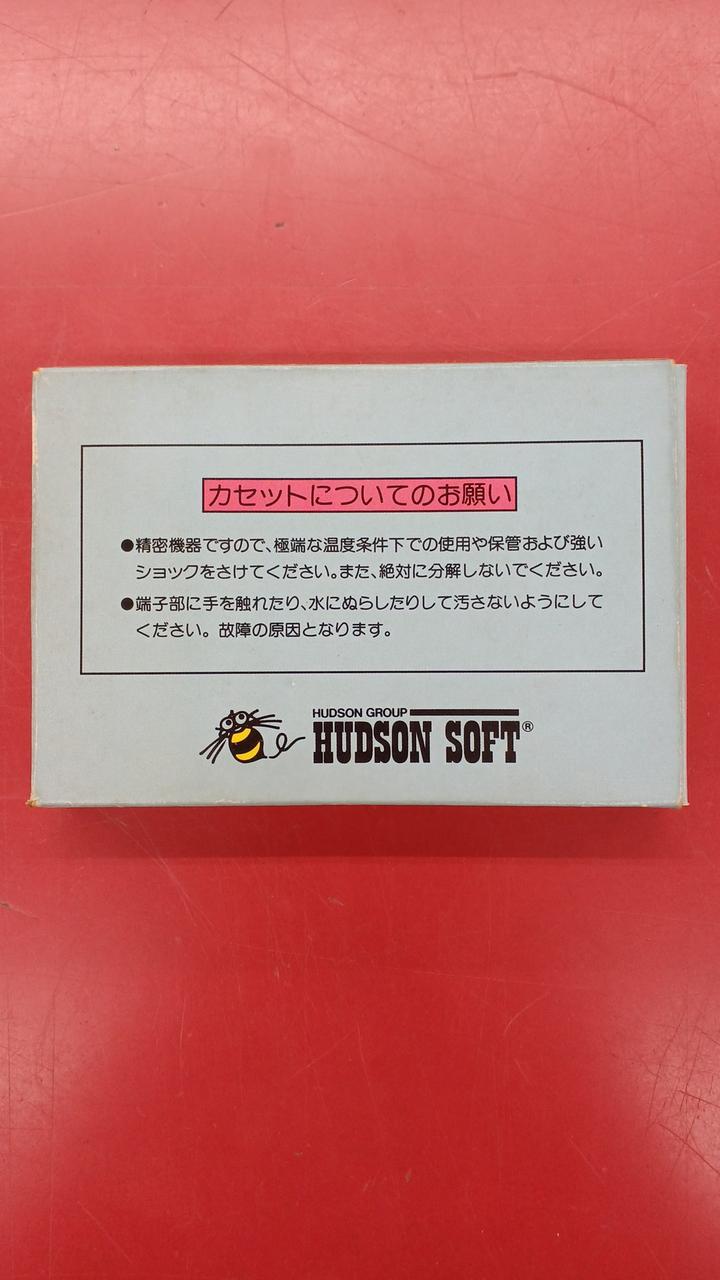 カセットについてのお願い
●精密機器ですので、極端な温度条件下での使用や保管および強い
ショックをさけてください。また、絶対に分解しないでください。
●端子部に手を触れたり、水にぬらしたりして汚さないようにして
ください。故障の原因となります。
HUDSON GROUP
HUDSON SOFT®